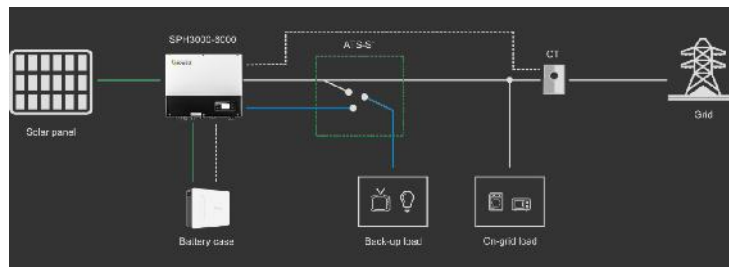 SPH3000-6000
ATS-S
CT
Solar panel
Grid
Battery case
Back-up load
On-grid load